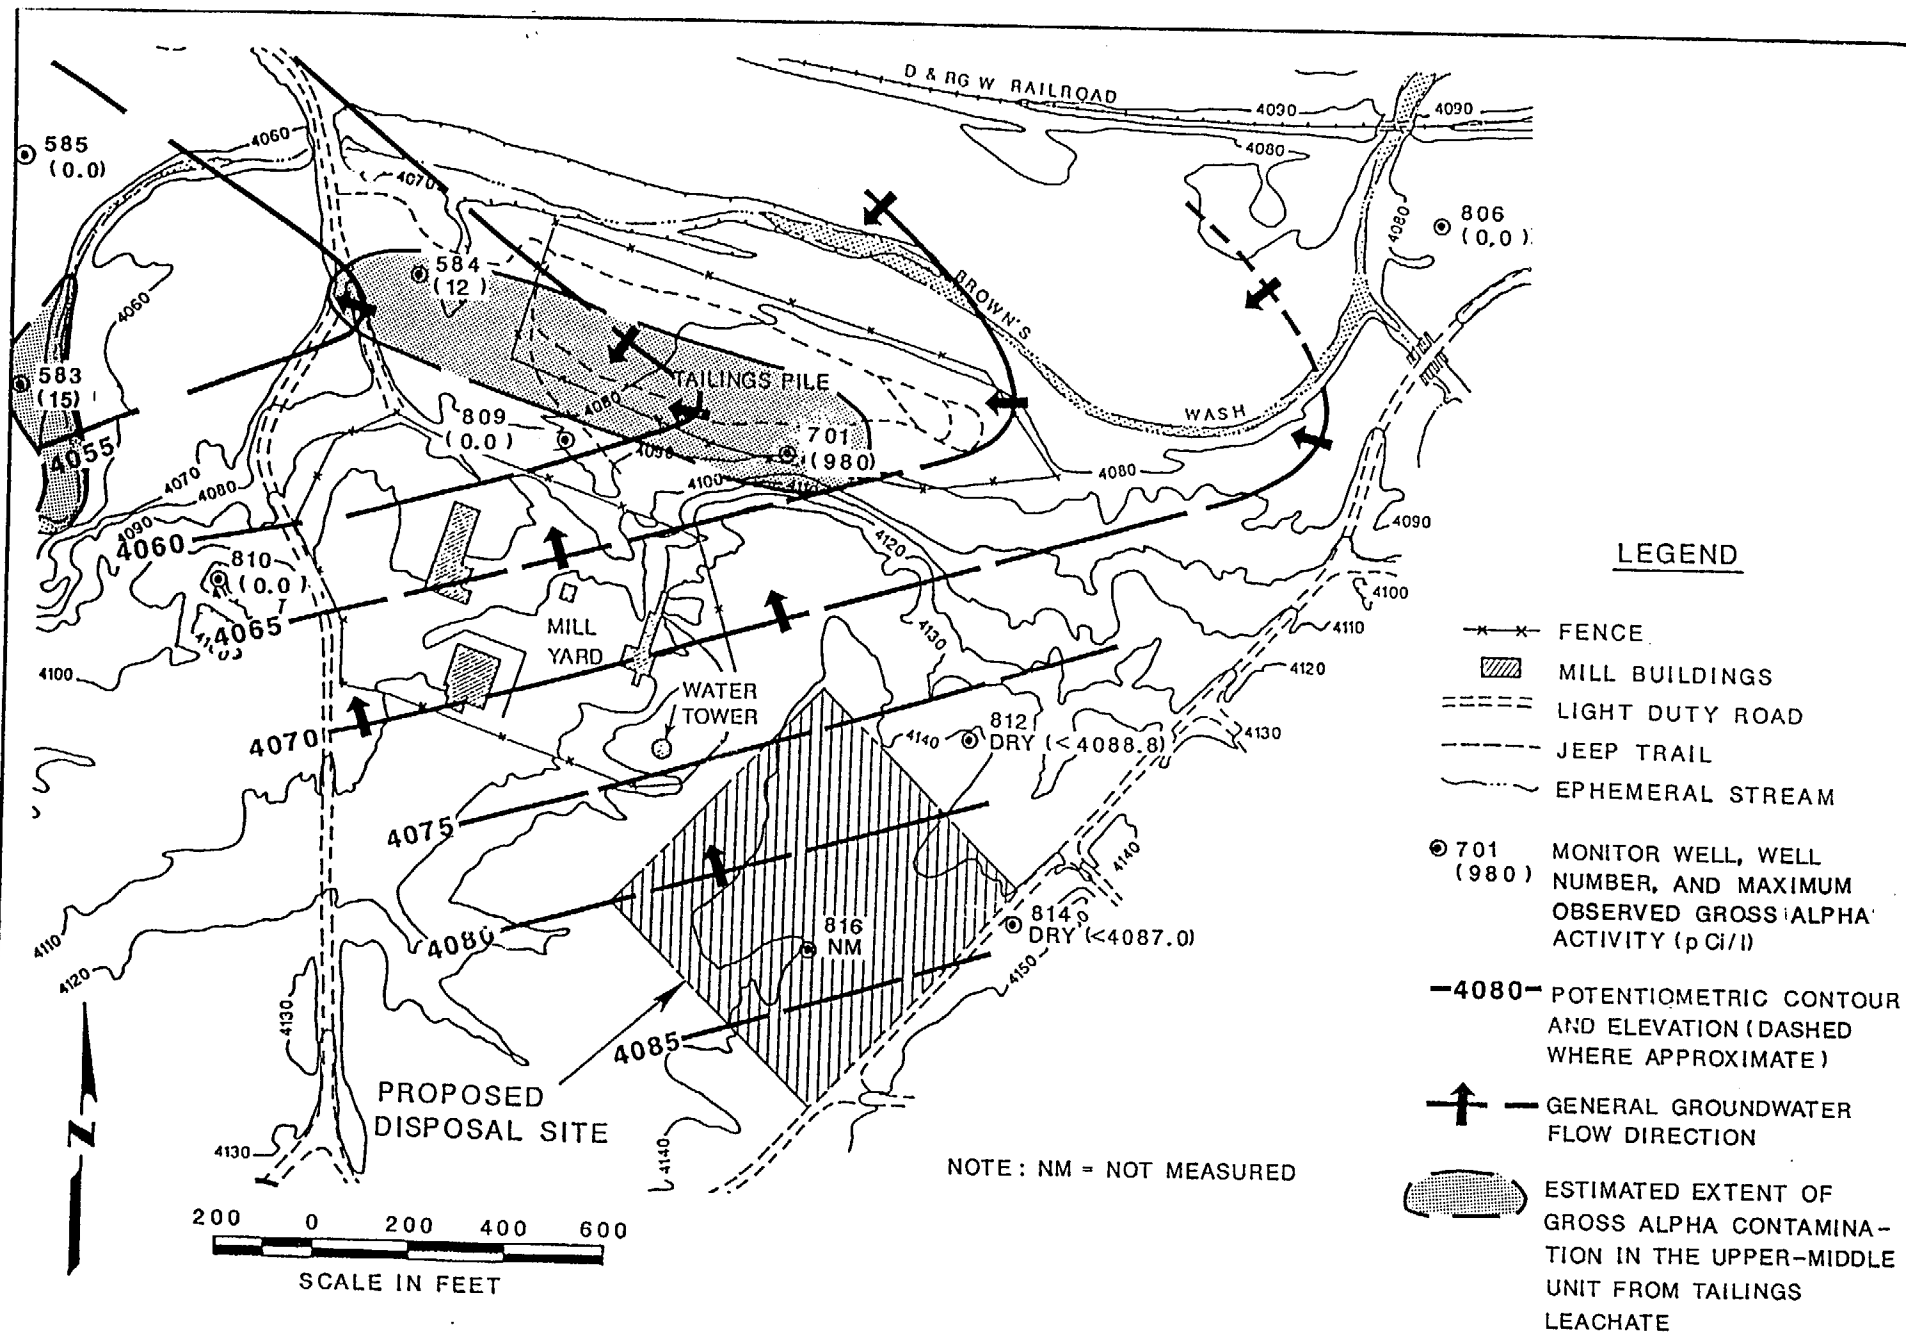 D & RG W RAILROAD
4090
4090
4080
585
(0.0)
4060
4070
806
(0,0)
4080
584
(12)
4060
BROWN'S
WASH
583
(15)
4055
TAILINGS PILE
4080
809
(0.0)
701
(980)
4090
4100
4080
4070
4080
4090
4060
810
(0.0)
4065
4120
4090
4100
4110
4120
4130
4130
MILL
YARD
4100
WATER
TOWER
4070
812
DRY (<4088.8)
4140
4075
4140
4080
816
NM
814
DRY (<4087.0)
4150
4110
4120
4130
4085
PROPOSED
DISPOSAL SITE
4130
4140
N
NOTE: NM = NOT MEASURED
200 0 200 400 600
SCALE IN FEET
LEGEND
FENCE
MILL BUILDINGS
LIGHT DUTY ROAD
JEEP TRAIL
EPHEMERAL STREAM
701
(980)
MONITOR WELL, WELL
NUMBER, AND MAXIMUM
OBSERVED GROSS ALPHA
ACTIVITY (pCi/l)
4080
POTENTIOMETRIC CONTOUR
AND ELEVATION (DASHED
WHERE APPROXIMATE)
GENERAL GROUNDWATER
FLOW DIRECTION
ESTIMATED EXTENT OF
GROSS ALPHA CONTAMINA-
TION IN THE UPPER-MIDDLE
UNIT FROM TAILINGS
LEACHATE